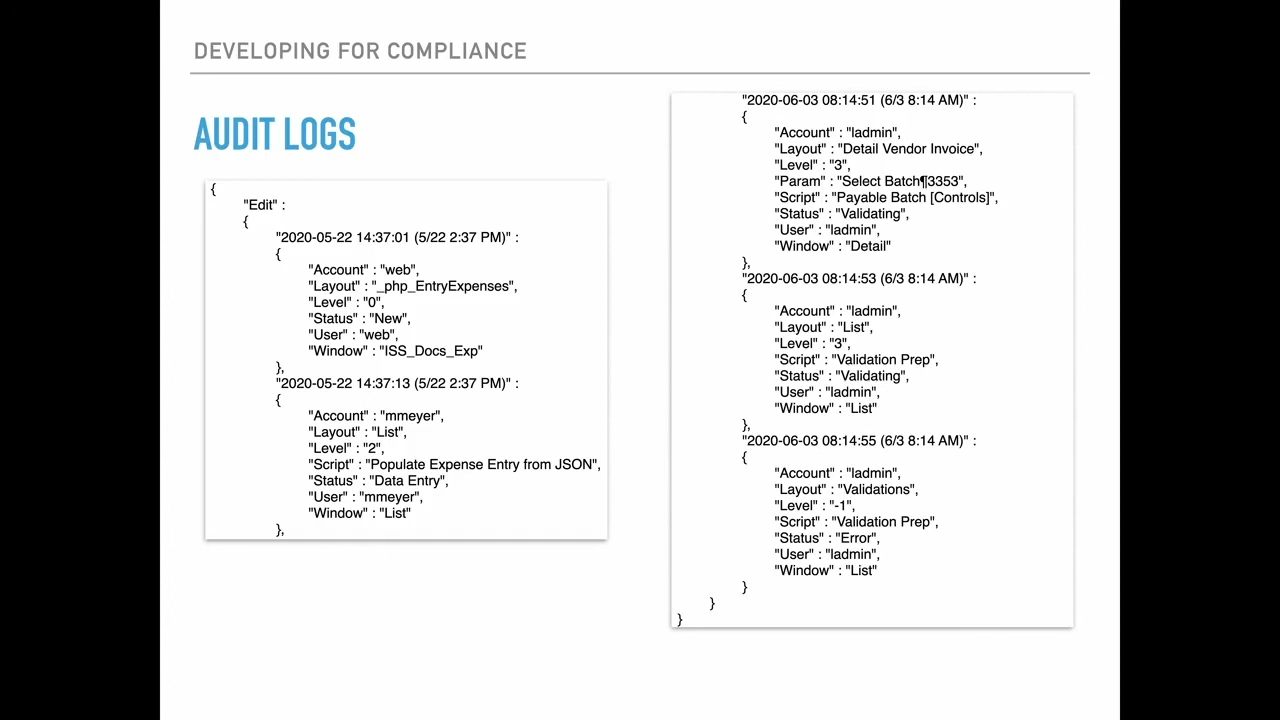 DEVELOPING FOR COMPLIANCE
AUDIT LOGS
{
"Edit" :
{
"2020-05-22 14:37:01 (5/22 2:37 PM)" :
{
"Account" : "web",
"Layout" : "_php_EntryExpenses",
"Level" : "0",
"Status" : "New",
"User" : "web",
"Window" : "ISS_Docs_Exp"
},
"2020-05-22 14:37:13 (5/22 2:37 PM)" :
{
"Account" : "mmeyer",
"Layout" : "List",
"Level" : "2",
"Script" : "Populate Expense Entry from JSON",
"Status" : "Data Entry",
"User" : "mmeyer",
"Window" : "List"
},
"2020-06-03 08:14:51 (6/3 8:14 AM)" :
{
"Account" : "ladmin",
"Layout" : "Detail Vendor Invoice",
"Level" : "3",
"Param" : "Select Batch¶3353",
"Script" : "Payable Batch [Controls]",
"Status" : "Validating",
"User" : "ladmin",
"Window" : "Detail"
},
"2020-06-03 08:14:53 (6/3 8:14 AM)" :
{
"Account" : "ladmin",
"Layout" : "List",
"Level" : "3",
"Script" : "Validation Prep",
"Status" : "Validating",
"User" : "ladmin",
"Window" : "List"
},
"2020-06-03 08:14:55 (6/3 8:14 AM)" :
{
"Account" : "ladmin",
"Layout" : "Validations",
"Level" : "-1",
"Script" : "Validation Prep",
"Status" : "Error",
"User" : "ladmin",
"Window" : "List"
}
}
}